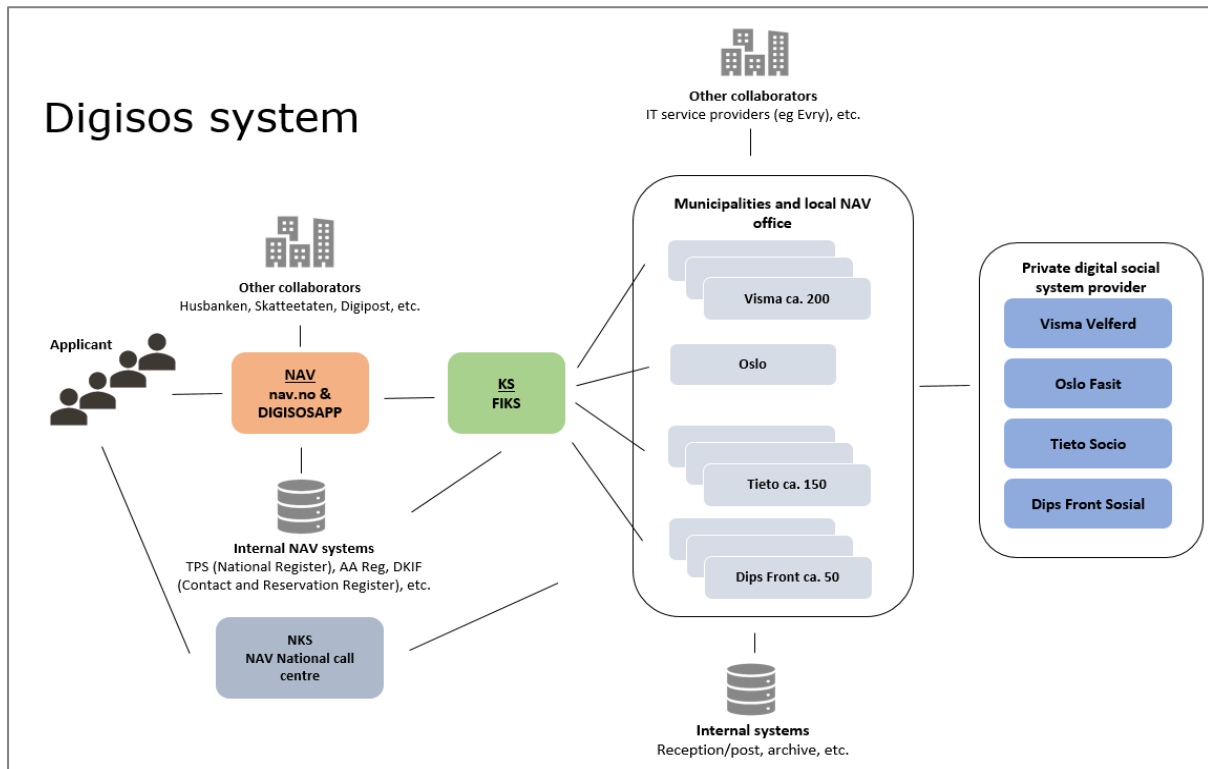 Digisos system
Other collaborators
IT service providers (eg Evry), etc.
Other collaborators
Husbanken, Skatteetaten, Digipost, etc.
Applicant
NAV
nav.no &
DIGISOSAPP
KS
FIKS
Internal NAV systems
TPS (National Register), AA Reg, DKIF
(Contact and Reservation Register), etc.
NKS
NAV National call
centre
Municipalities and local NAV
office
Visma ca. 200
Oslo
Tieto ca. 150
Dips Front ca. 50
Internal systems
Reception/post, archive, etc.
Private digital social
system provider
Visma Velferd
Oslo Fasit
Tieto Socio
Dips Front Sosial